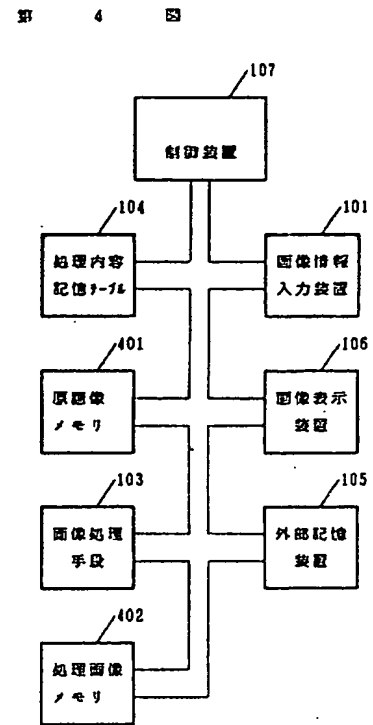 第 4 図
107
制御装置
104
処理内容
記憶テーブル
101
画像情報
入力装置
401
原画像
メモリ
106
画像表示
装置
103
画像処理
手段
105
外部記憶
装置
402
処理画像
メモリ